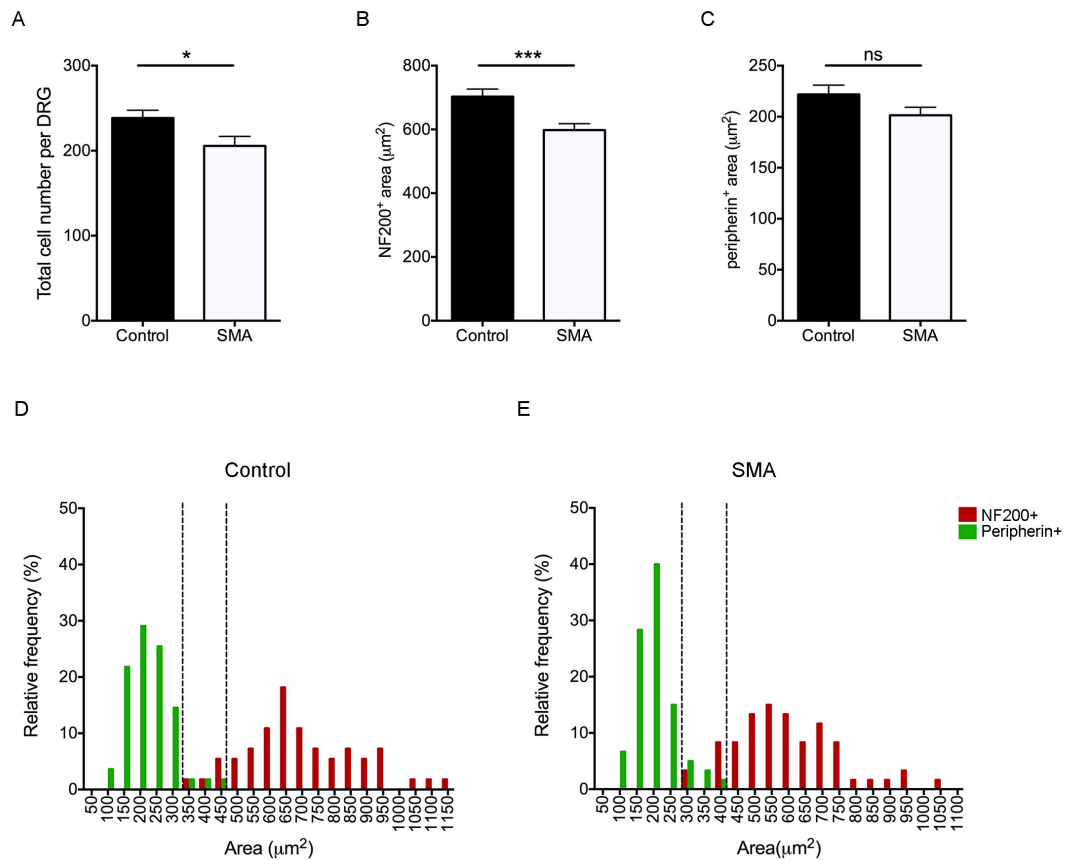 A
B
C
*
***
ns
300
200
100
0
Total cell number per DRG
Control
SMA
800
600
400
200
0
NF200+ area (μm2)
Control
SMA
250
200
150
200
50
0
peripherin+ area (μm2)
Control
SMA
D
E
Control
SMA
50
40
30
20
10
0
Relative frequency (%)
50 100 150 200 250 300 350 400 450 500 550 600 650 700 750 800 850 900 950 1000 1050 1100 1150
Area (μm2)
50
40
30
20
10
0
Relative frequency (%)
50 100 150 200 250 300 350 400 450 500 550 600 650 700 750 800 850 900 950 1000 1050 1100
Area(μm2)
NF200+
Peripherin+